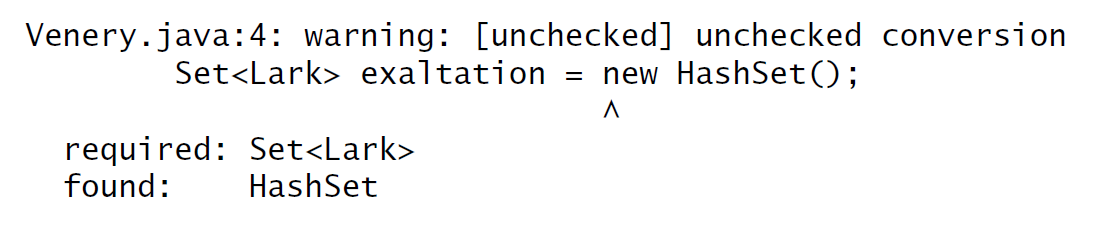 Venery.java:4: warning: [unchecked] unchecked conversion
        Set<Lark> exaltation = new HashSet();
                               ^
  required: Set<Lark>
  found:    HashSet